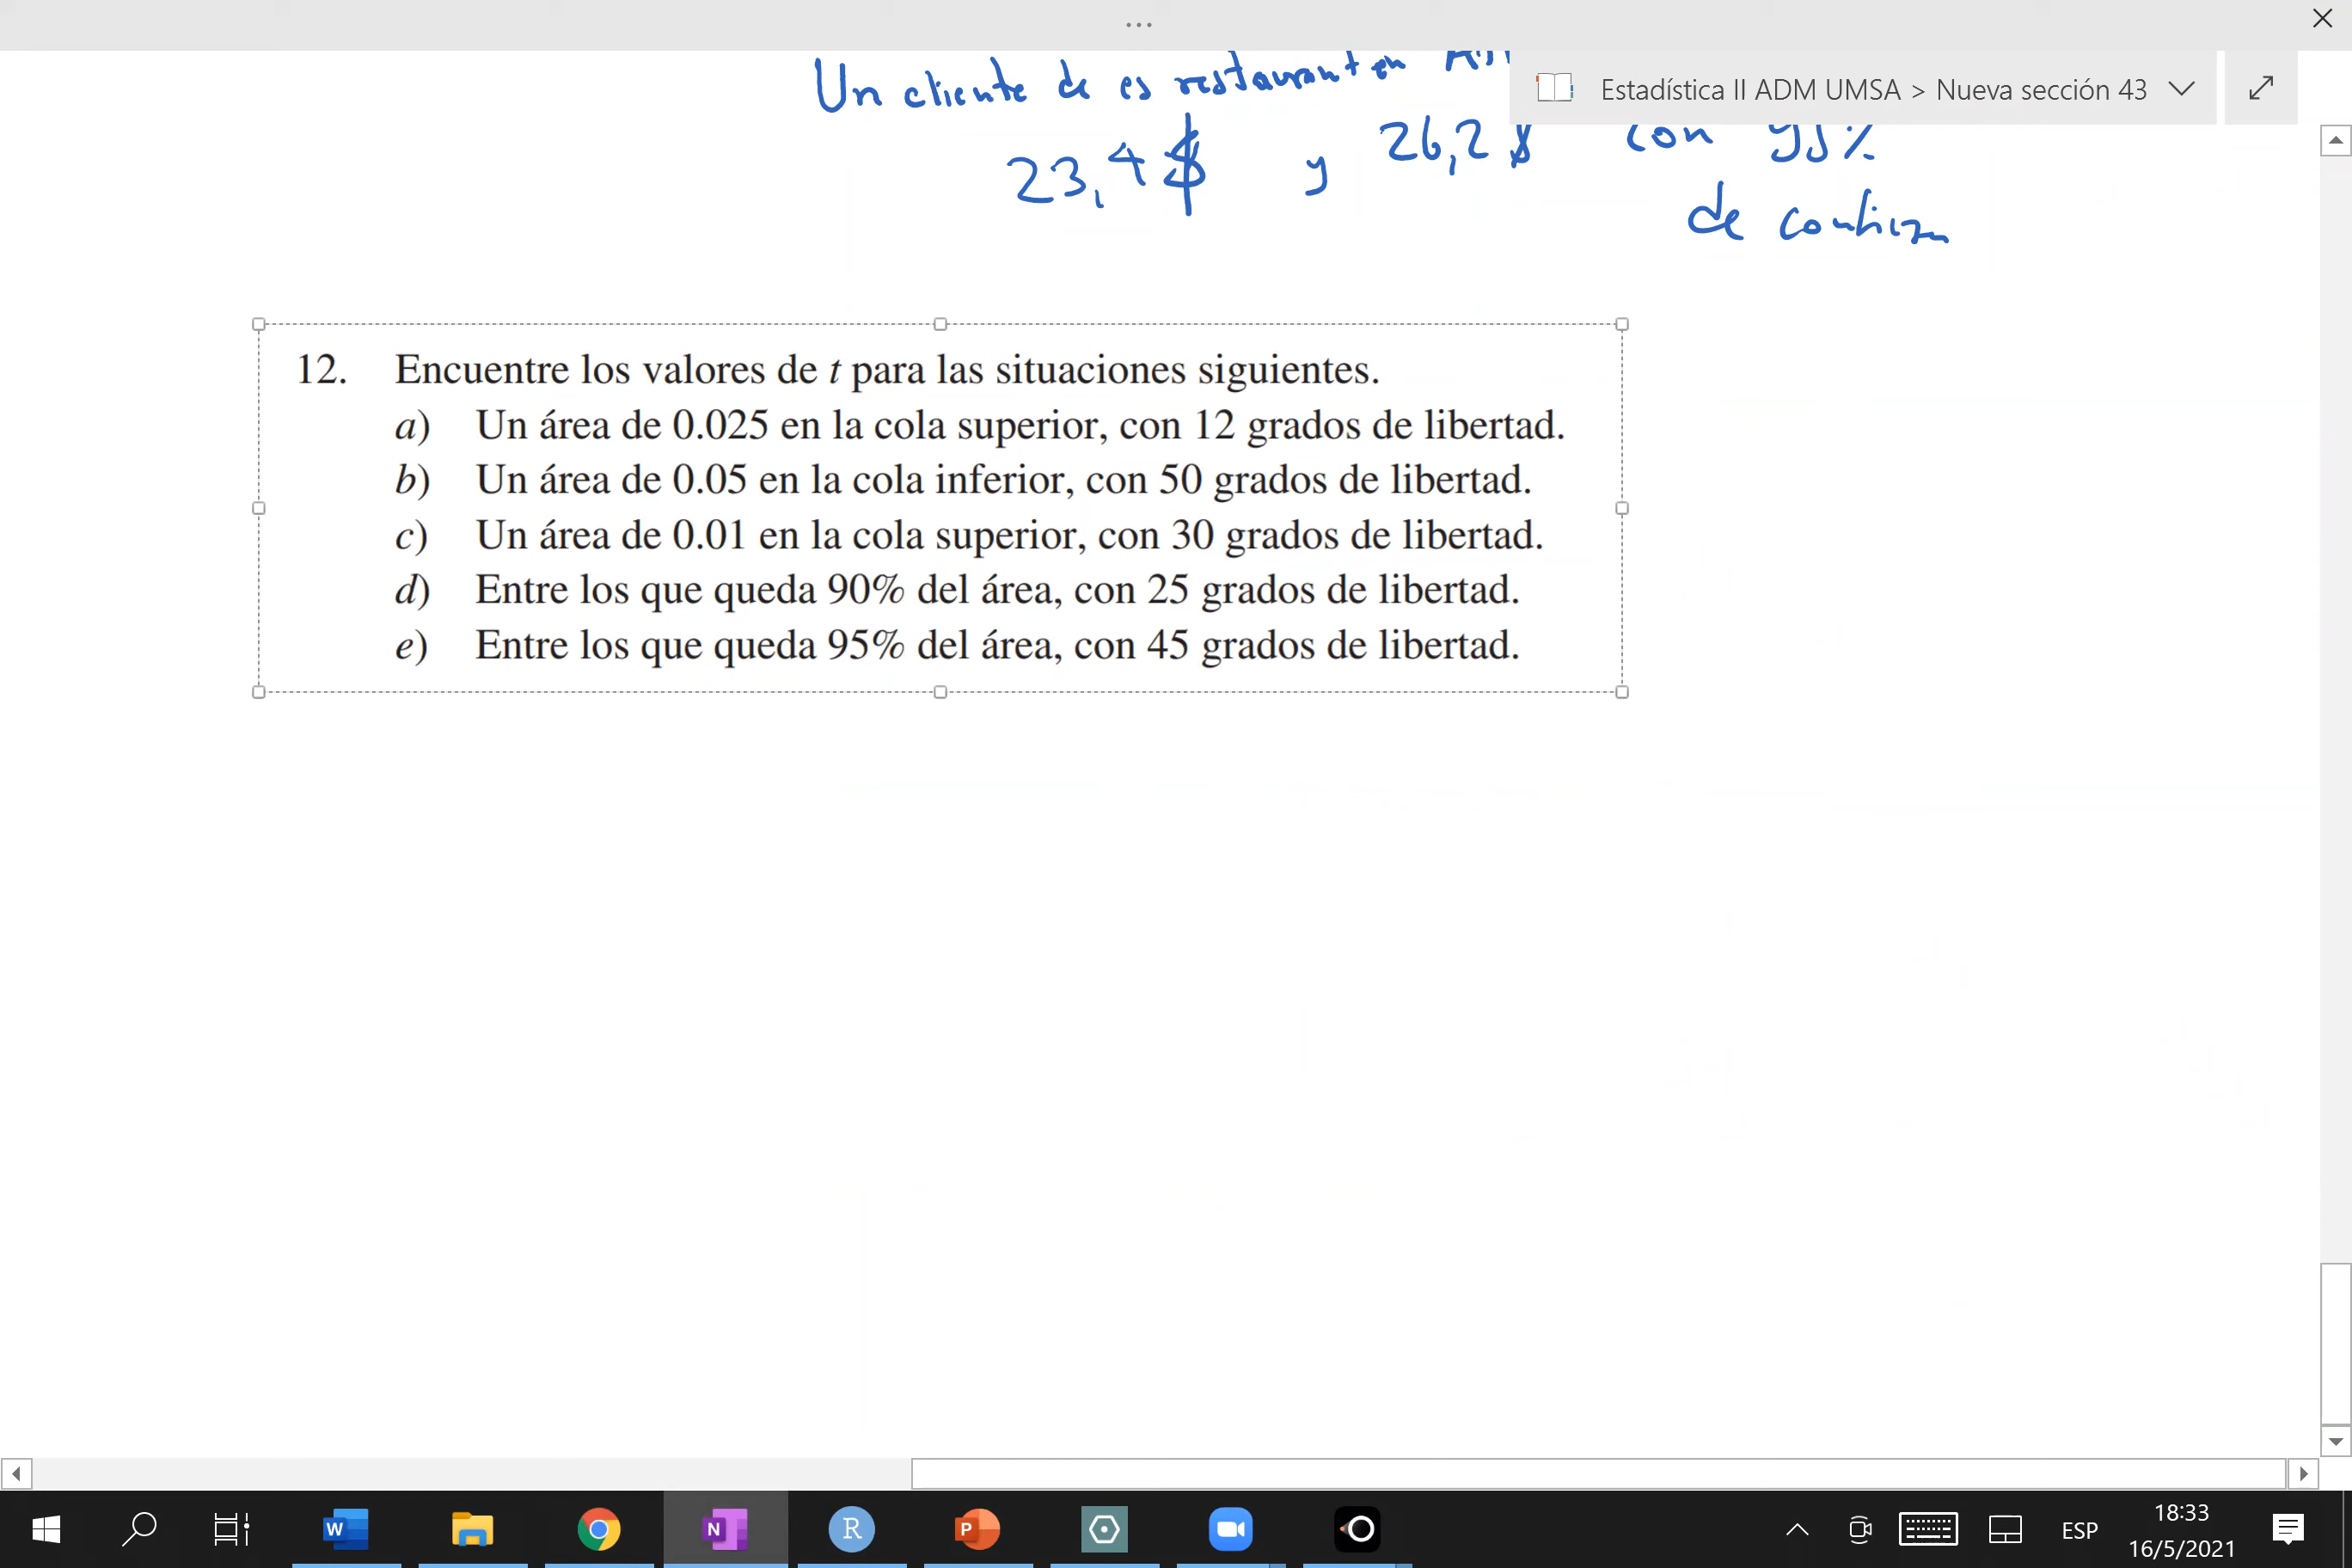 Un cliente de es restaurant en
Estadística II ADM UMSA > Nueva sección 43
23,4 $ y 26,2 $ con 95%
de confianza
12. Encuentre los valores de t para las situaciones siguientes.
a) Un área de 0.025 en la cola superior, con 12 grados de libertad.
b) Un área de 0.05 en la cola inferior, con 50 grados de libertad.
c) Un área de 0.01 en la cola superior, con 30 grados de libertad.
d) Entre los que queda 90% del área, con 25 grados de libertad.
e) Entre los que queda 95% del área, con 45 grados de libertad.
W
N
R
P
ESP
18:33
16/5/2021